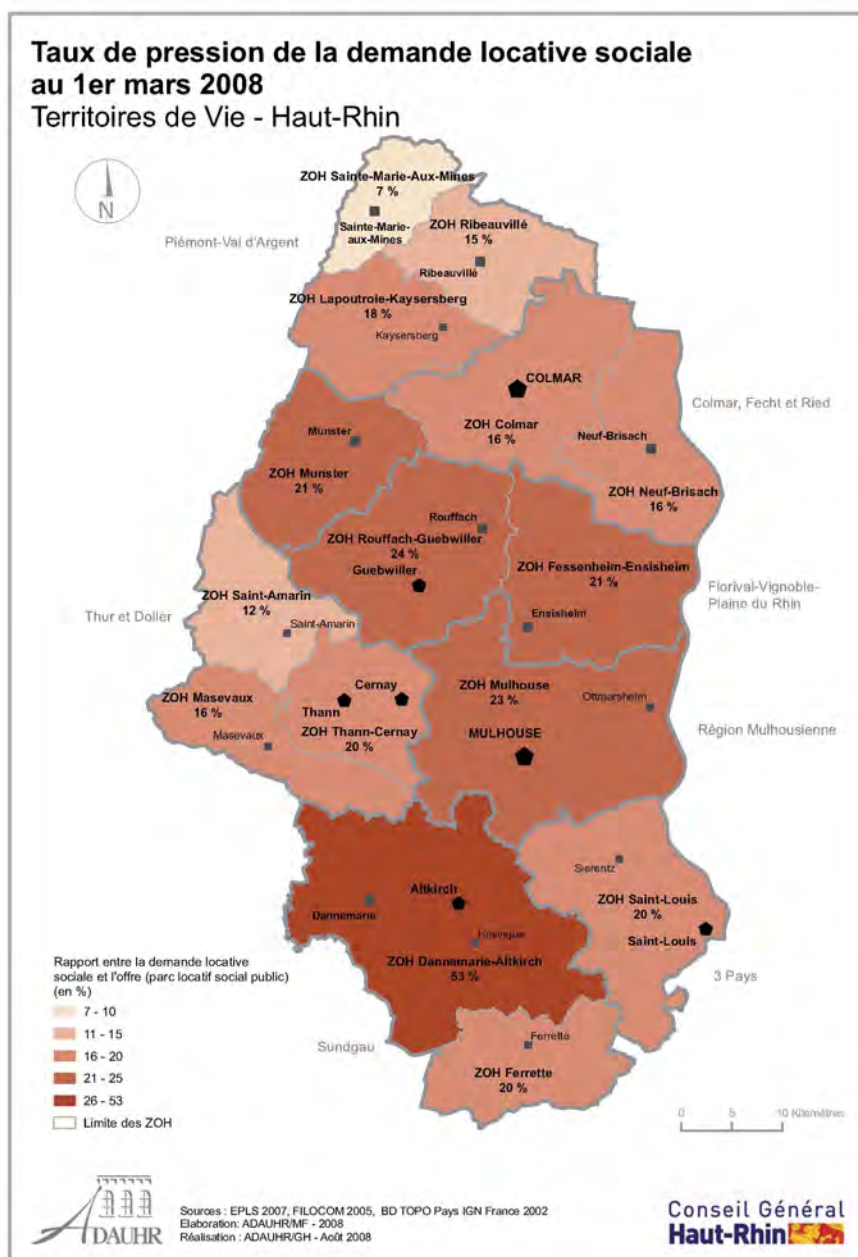 Taux de pression de la demande locative sociale
au 1er mars 2008
Territoires de Vie - Haut-Rhin
N
ZOH Sainte-Marie-Aux-Mines
7 %
Sainte-Marie-
aux-Mines
Piémont-Val d'Argent
ZOH Ribeauvillé
15 %
Ribeauvillé
ZOH Lapoutroie-Kaysersberg
18 %
Kaysersberg
COLMAR
Colmar, Fecht et Ried
ZOH Colmar
16 %
Neuf-Brisach
Munster
ZOH Munster
21 %
ZOH Neuf-Brisach
16 %
Rouffach
ZOH Rouffach-Guebwiller
24 %
Guebwiller
ZOH Fessenheim-Ensisheim
21 %
Florival-Vignoble-
Plaine du Rhin
Ensisheim
ZOH Saint-Amarin
12 %
Saint-Amarin
Thur et Doller
Cernay
ZOH Mulhouse
23 %
Ottmarsheim
ZOH Masevaux
16 %
Thann
ZOH Thann-Cernay
20 %
Masevaux
MULHOUSE
Région Mulhousienne
Sierentz
Altkirch
Dannemarie
ZOH Saint-Louis
20 %
Saint-Louis
Hirsingue
ZOH Dannemarie-Altkirch
53 %
3 Pays
Sundgau
Ferrette
ZOH Ferrette
20 %
Rapport entre la demande locative
sociale et l'offre (parc locatif social public)
(en %)
7 - 10
11 - 15
16 - 20
21 - 25
26 - 53
Limite des ZOH
0 5 10 Kilomètres
ADAUHR
Sources : EPLS 2007, FILOCOM 2005, BD TOPO Pays IGN France 2002
Elaboration: ADAUHR/MF - 2008
Réalisation : ADAUHR/GH - Août 2008
Conseil Général
Haut-Rhin